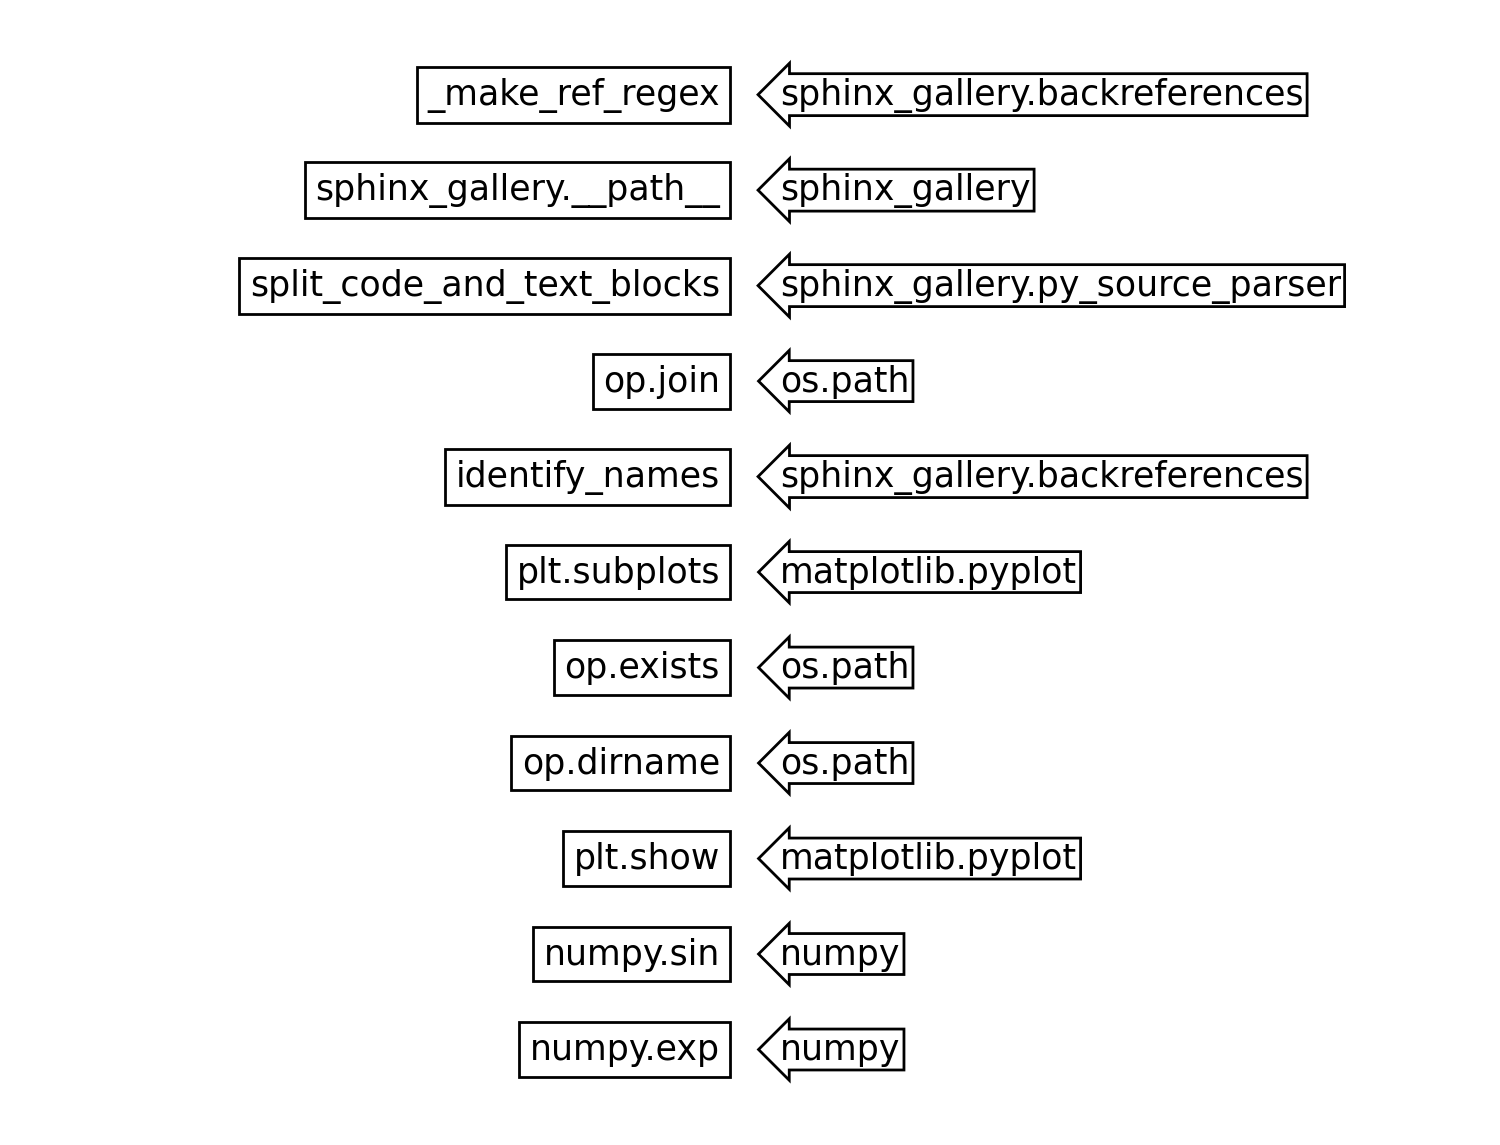 _make_ref_regex sphinx_gallery.backreferences
sphinx_gallery.__path__ sphinx_gallery
split_code_and_text_blocks sphinx_gallery.py_source_parser
op.join os.path
identify_names sphinx_gallery.backreferences
plt.subplots matplotlib.pyplot
op.exists os.path
op.dirname os.path
plt.show matplotlib.pyplot
numpy.sin numpy
numpy.exp numpy